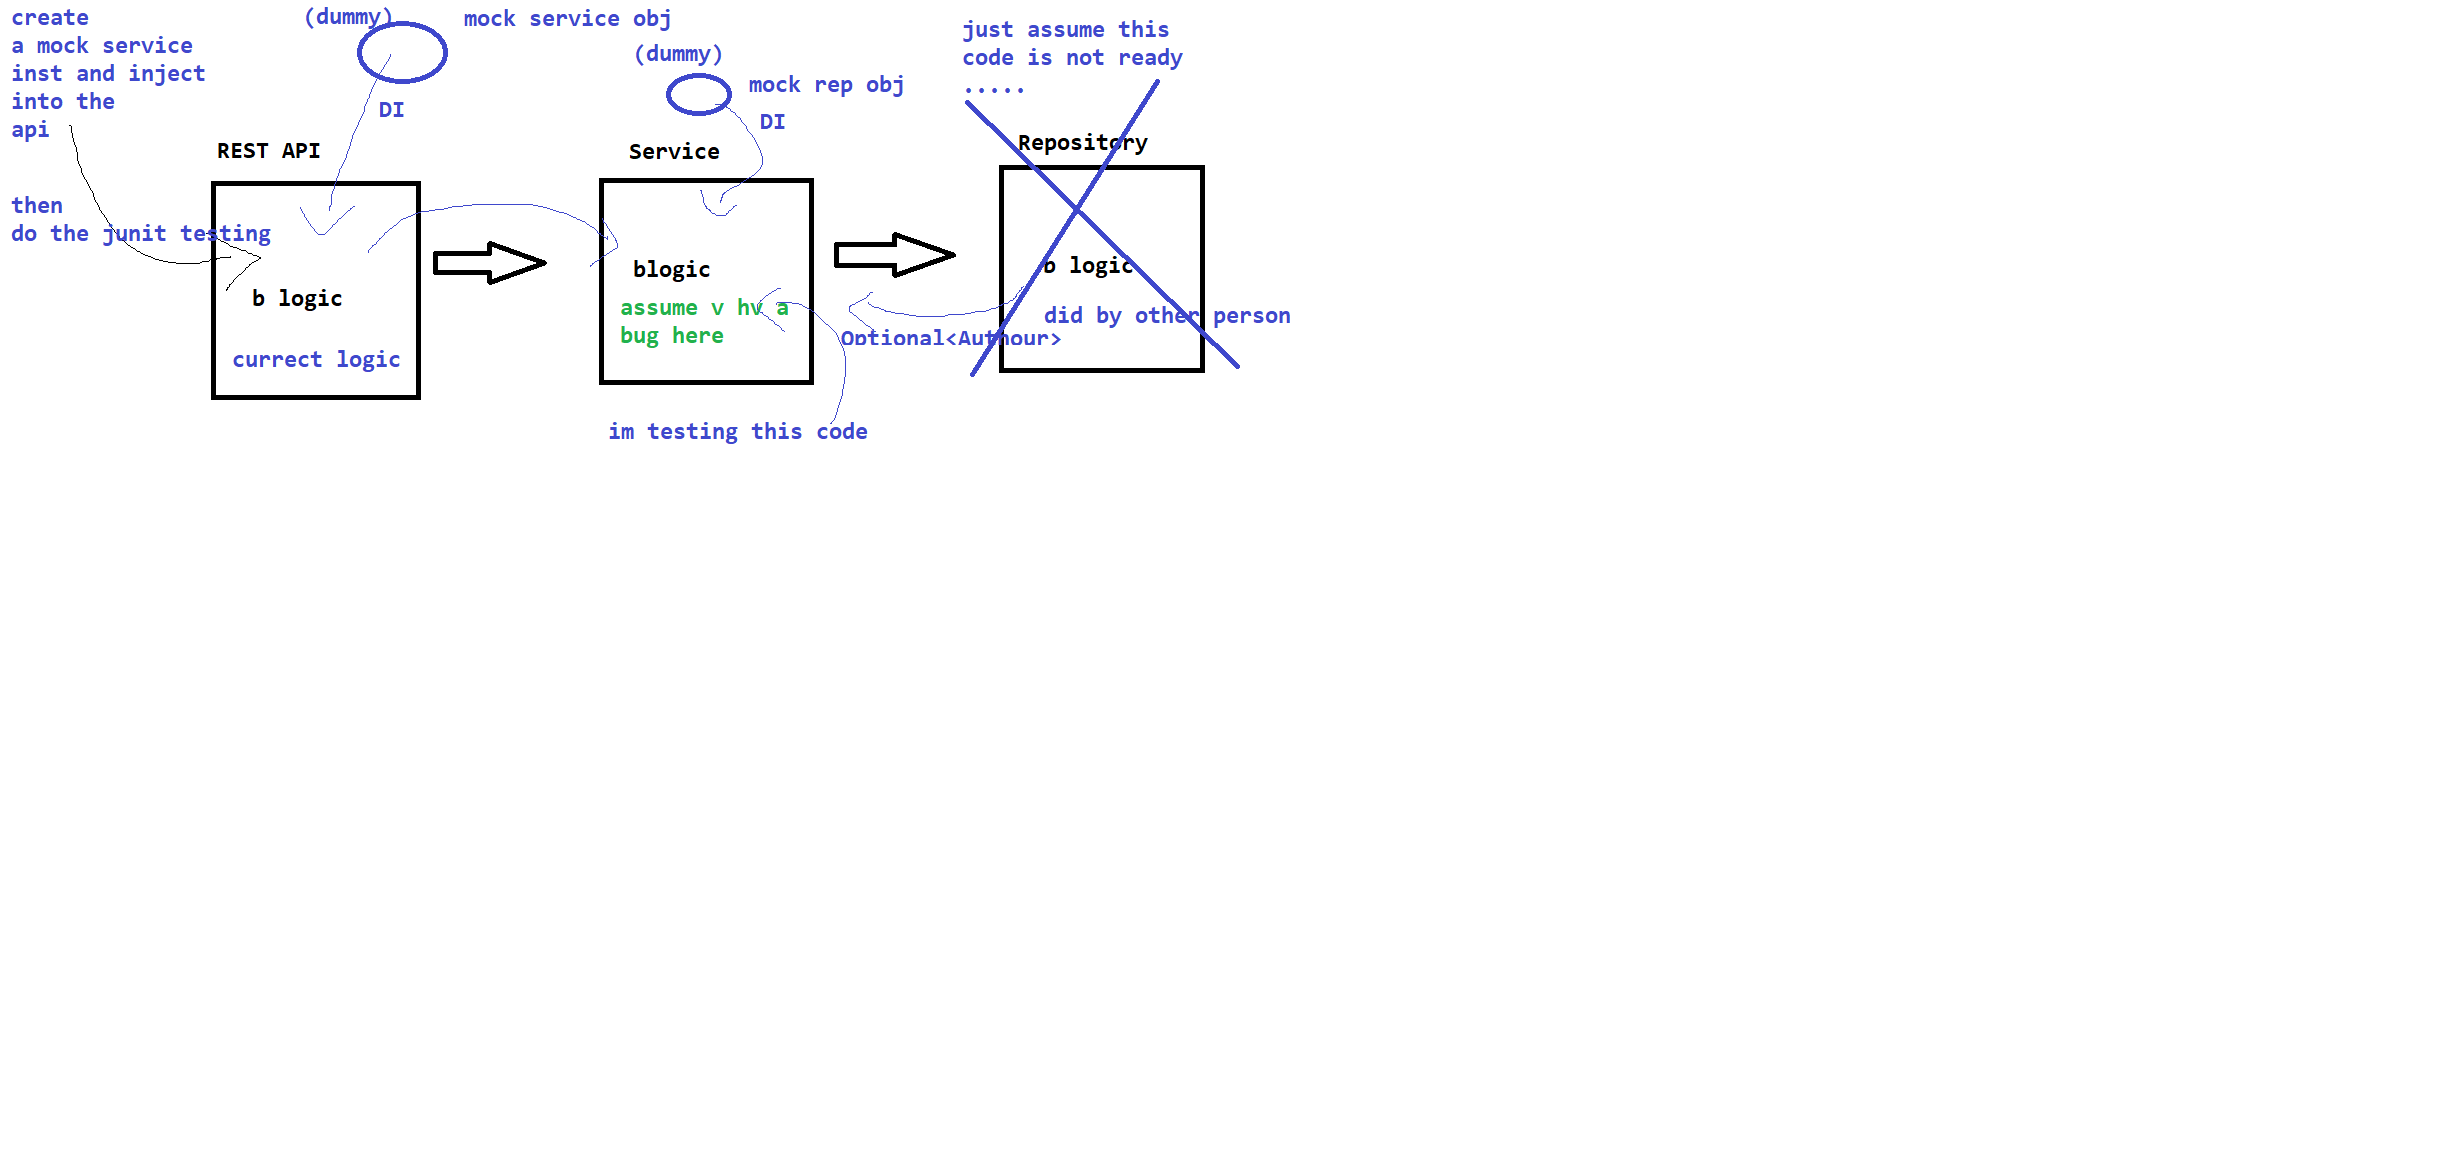 create
a mock service
inst and inject
into the
api
then
do the junit testing
(dummy)
mock service obj
DI
REST API
b logic
currect logic
(dummy)
mock rep obj
DI
Service
blogic
assume v hv a
bug here
im testing this code
just assume this
code is not ready
.....
Repository
b logic
did by other person
Optional<Authour>